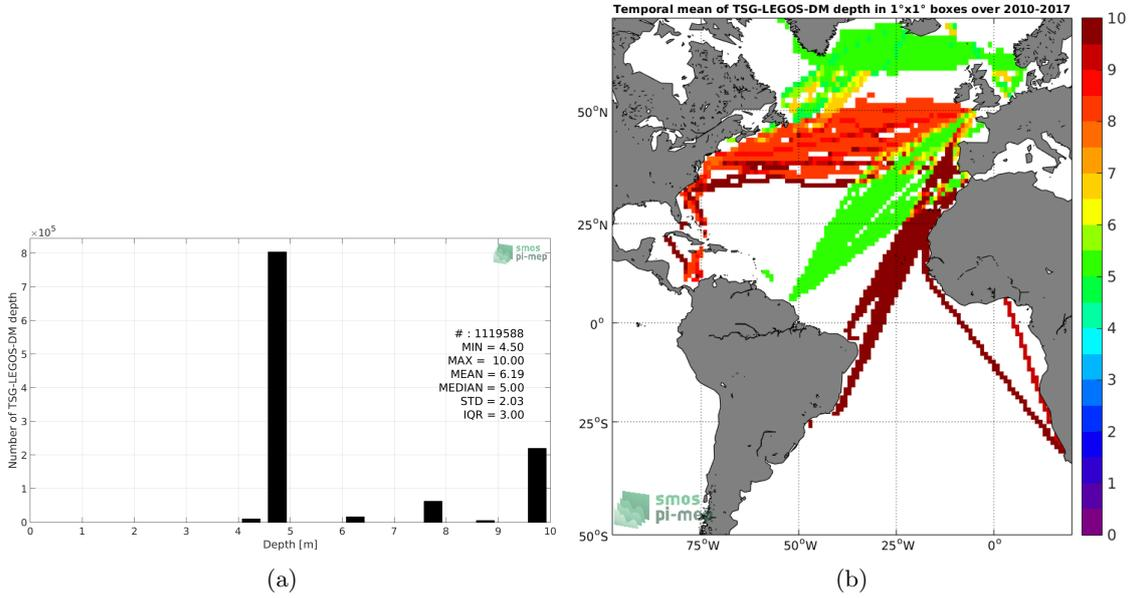 Temporal mean of TSG-LEGOS-DM depth in 1°x1° boxes over 2010-2017
×10⁵
Number of TSG-LEGOS-DM depth
8
7
6
5
4
3
2
1
0
smos
pi-mep
# : 1119588
MIN = 4.50
MAX = 10.00
MEAN = 6.19
MEDIAN = 5.00
STD = 2.03
IQR = 3.00
0 1 2 3 4 5 6 7 8 9 10
Depth [m]
(a)
50°N
25°N
0°
25°S
50°S
smos
pi-mep
75°W 50°W 25°W 0°
10
9
8
7
6
5
4
3
2
1
0
(b)